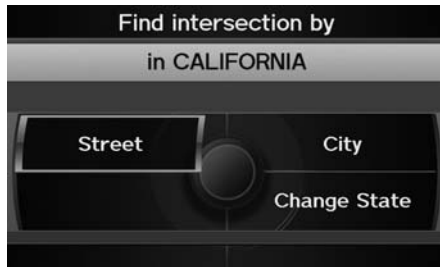 Find intersection by
in CALIFORNIA
Street
City
Change State